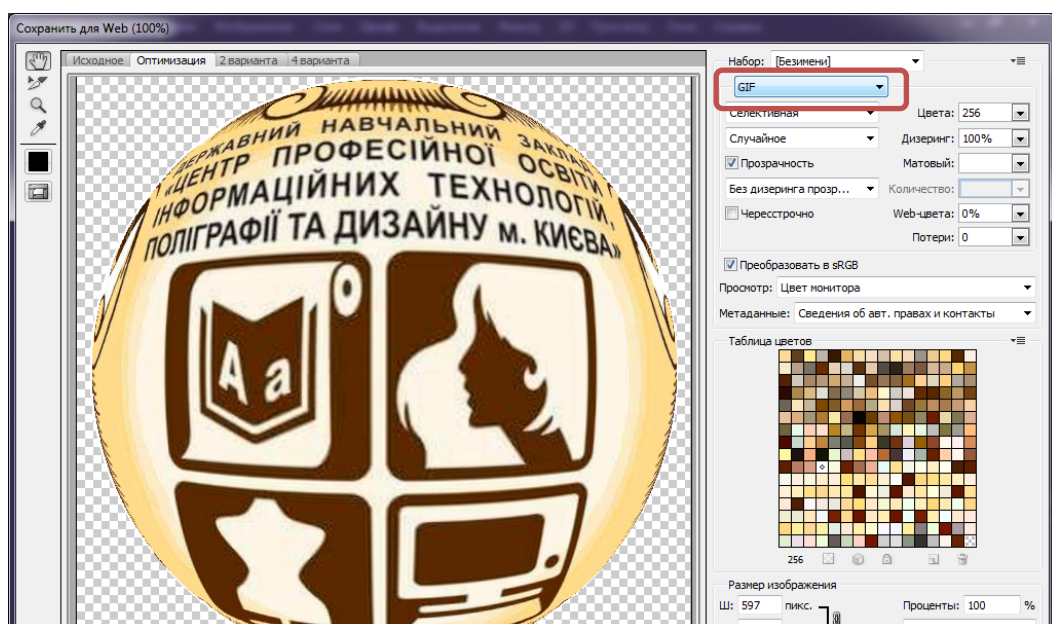 Сохранить для Web (100%)
Исходное Оптимизация 2 варианта 4 варианта
Набор: [Безимени]
GIF
Селективная Цвета: 256
Случайное Дизеринг: 100%
Прозрачность Матовый:
Без дизеринга прозр... Количество:
Чересстрочно Web-цвета: 0%
Потери: 0
Преобразовать в sRGB
Просмотр: Цвет монитора
Метаданные: Сведения об авт. правах и контакты
Таблица цветов
256
Размер изображения
Ш: 597 пикс. Проценты: 100 %
ДЕРЖАВНИЙ НАВЧАЛЬНИЙ ЗАКЛАД
«ЦЕНТР ПРОФЕСІЙНОЇ ОСВІТИ
ІНФОРМАЦІЙНИХ ТЕХНОЛОГІЙ,
ПОЛІГРАФІЇ ТА ДИЗАЙНУ м. КИЄВА»
Aa